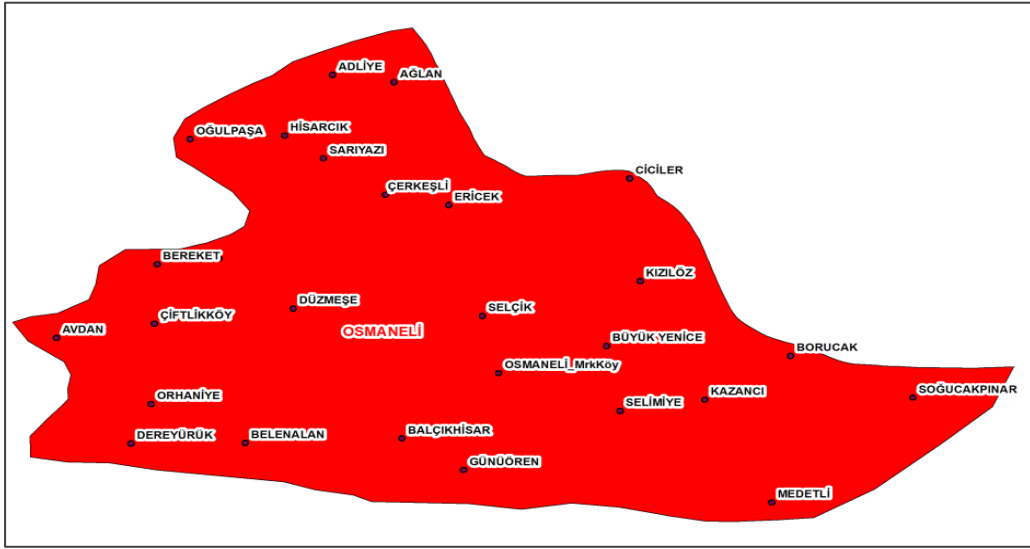 ADLİYE
AĞLAN
OĞULPAŞA
HİSARCIK
SARIYAZI
CİCİLER
ÇERKEŞLİ
ERİCEK
BEREKET
KIZILÖZ
DÜZMEŞE
SELÇİK
ÇİFTLİKKÖY
AVDAN
OSMANELİ
BÜYÜK YENİCE
BORUCAK
OSMANELİ_MrkKöy
ORHANİYE
SELİMİYE
KAZANCI
SOĞUCAKPINAR
DEREYÜRÜK
BELENALAN
BALÇIKHİSAR
GÜNÜÖREN
MEDETLİ